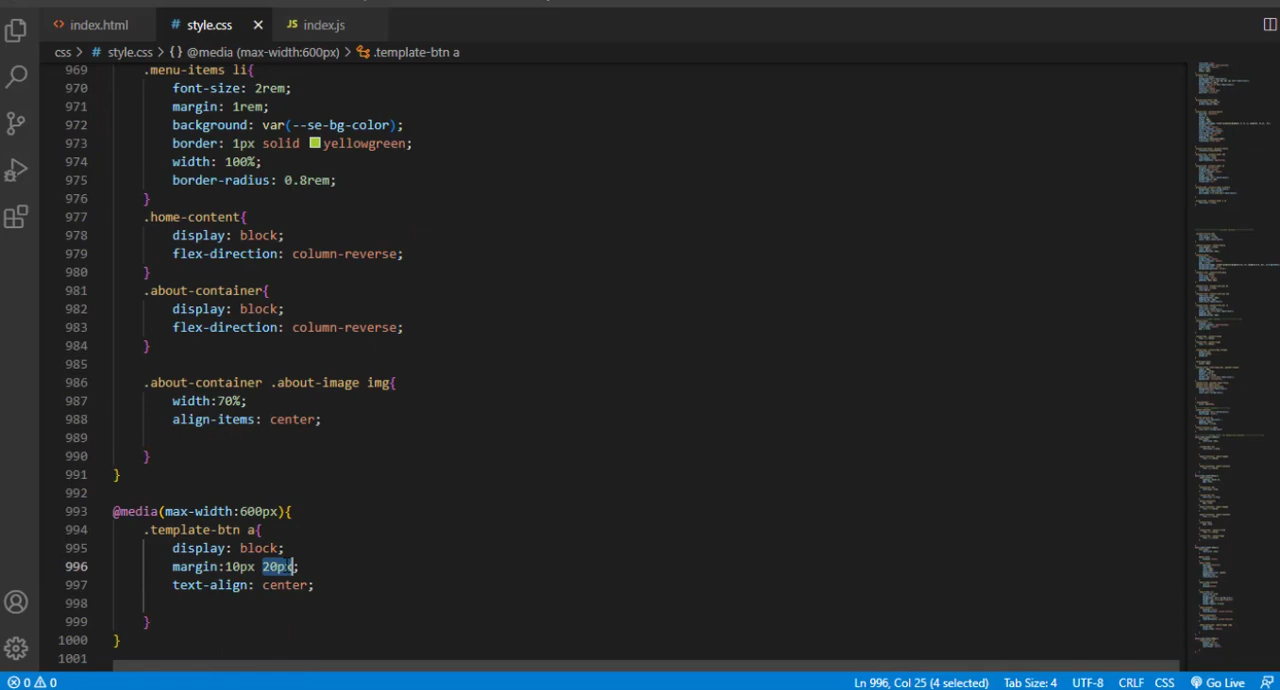 index.html
# style.css
JS index.js
css > # style.css > {} @media (max-width:600px) > .template-btn a
969 .menu-items li{
970 font-size: 2rem;
971 margin: 1rem;
972 background: var(--se-bg-color);
973 border: 1px solid yellowgreen;
974 width: 100%;
975 border-radius: 0.8rem;
976 }
977 .home-content{
978 display: block;
979 flex-direction: column-reverse;
980 }
981 .about-container{
982 display: block;
983 flex-direction: column-reverse;
984 }
985
986 .about-container .about-image img{
987 width:70%;
988 align-items: center;
989
990 }
991 }
992
993 @media(max-width:600px){
994 .template-btn a{
995 display: block;
996 margin:10px 20px;
997 text-align: center;
998
999 }
1000 }
1001
0 0 Ln 996, Col 25 (4 selected) Tab Size: 4 UTF-8 CRLF CSS Go Live